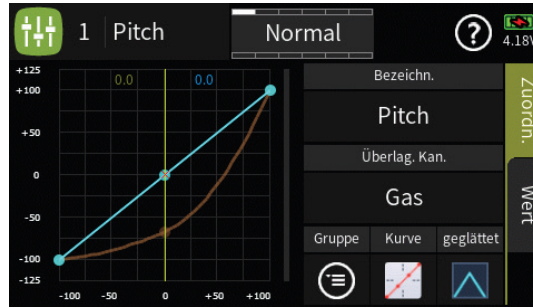 1 Pitch Normal ? 4.18V
+125
+100
+50
0
-50
-100
-125
0.0 0.0
-100 -50 0 +50 +100
Bezeichn.
Pitch
Überlag. Kan.
Gas
Gruppe Kurve geglättet
Zuordn.
Wert